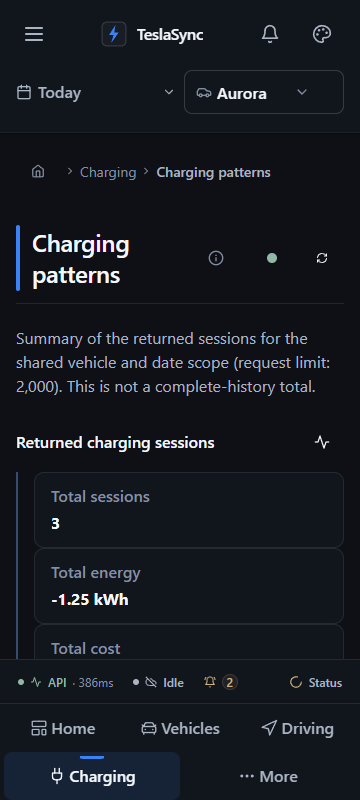 TeslaSync
Today
Aurora
Charging
Charging patterns
Charging
patterns
Summary of the returned sessions for the
shared vehicle and date scope (request limit:
2,000). This is not a complete-history total.
Returned charging sessions
Total sessions
3
Total energy
-1.25 kWh
Total cost
API · 386ms
Idle
2
Status
Home
Vehicles
Driving
Charging
More